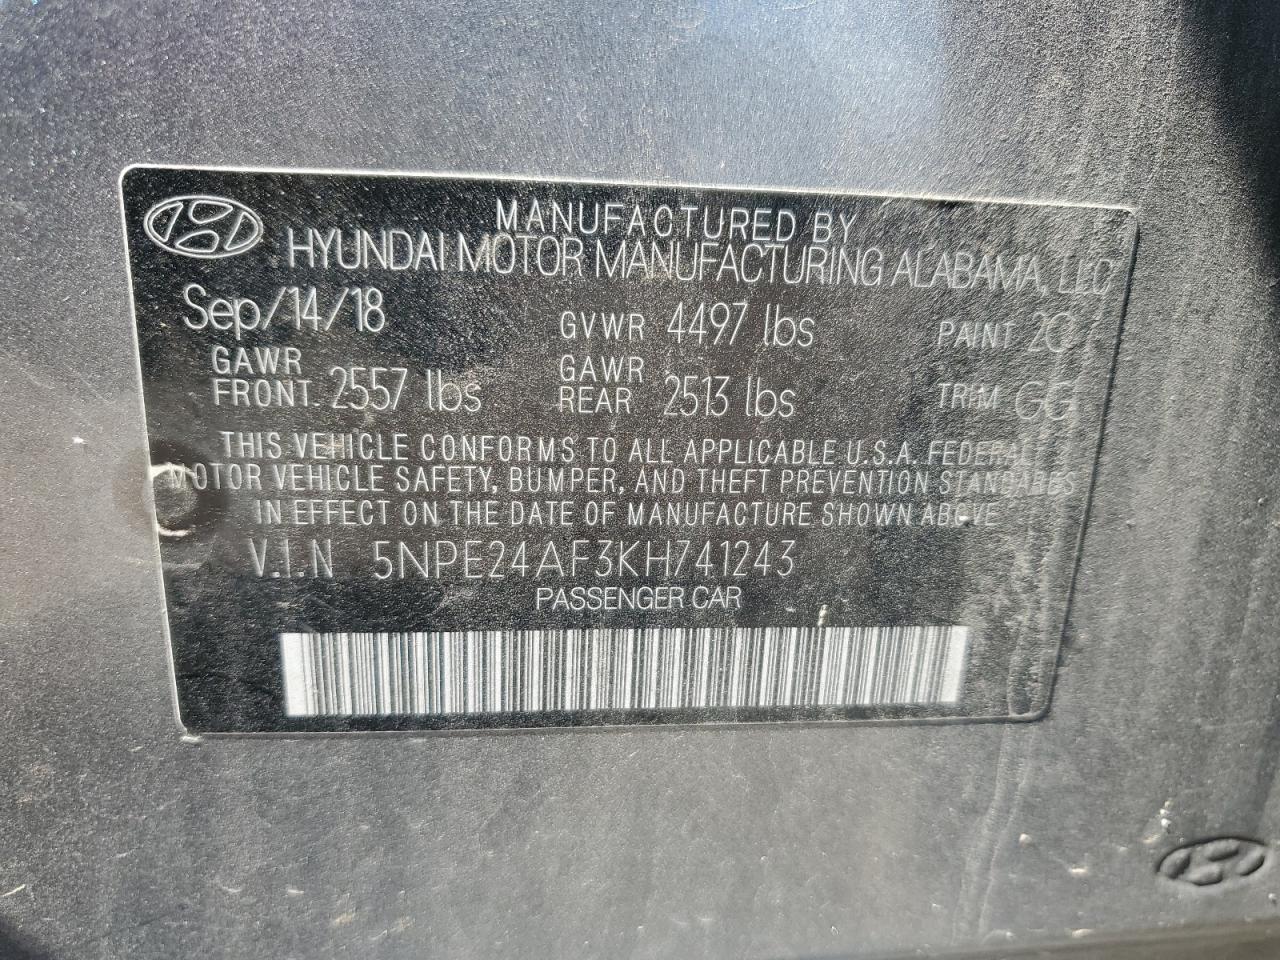 MANUFACTURED BY
HYUNDAI MOTOR MANUFACTURING ALABAMA, LLC
Sep/14/18 GVWR 4497 lbs PAINT
GAWR FRONT 2557 lbs GAWR REAR 2513 lbs TRIM GG
THIS VEHICLE CONFORMS TO ALL APPLICABLE U.S.A. FEDERAL
MOTOR VEHICLE SAFETY, BUMPER, AND THEFT PREVENTION STANDARDS
IN EFFECT ON THE DATE OF MANUFACTURE SHOWN ABOVE
V.I.N 5NPE24AF3KH741243
PASSENGER CAR